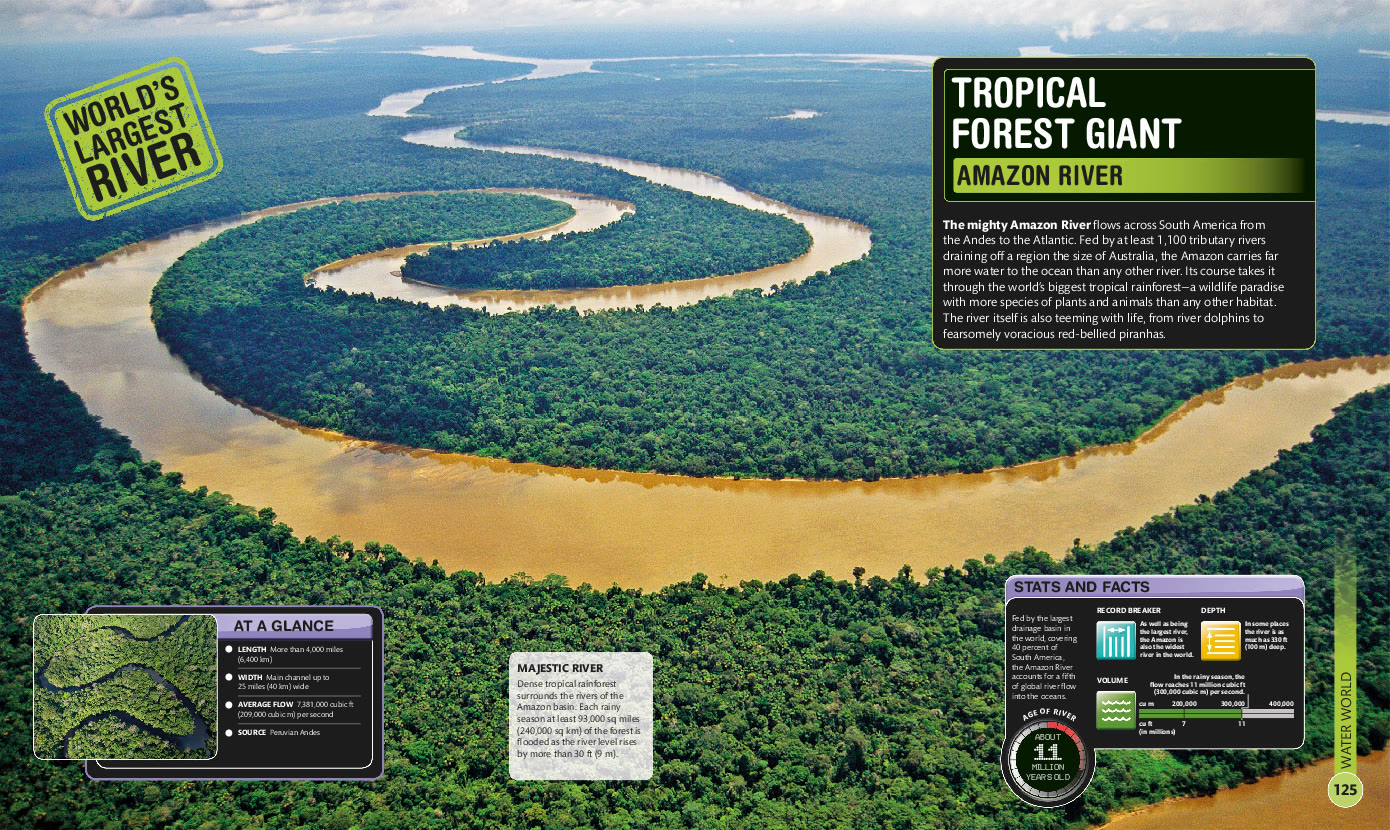 WORLD'S
LARGEST
RIVER
TROPICAL
FOREST GIANT
AMAZON RIVER
The mighty Amazon River flows across South America from
the Andes to the Atlantic. Fed by at least 1,100 tributary rivers
draining off a region the size of Australia, the Amazon carries far
more water to the ocean than any other river. Its course takes it
through the world's biggest tropical rainforest—a wildlife paradise
with more species of plants and animals than any other habitat.
The river itself is also teeming with life, from river dolphins to
fearsomely voracious red-bellied piranhas.
AT A GLANCE
LENGTH More than 4,000 miles
(6,400 km)
WIDTH Main channel up to
25 miles (40 km) wide
AVERAGE FLOW 7,381,000 cubic ft
(209,000 cubic m) per second
SOURCE Peruvian Andes
MAJESTIC RIVER
Dense tropical rainforest
surrounds the rivers of the
Amazon basin. Each rainy
season at least 93,000 sq miles
(240,000 sq km) of the forest is
flooded as the river level rises
by more than 30 ft (9 m).
STATS AND FACTS
Fed by the largest
drainage basin in
the world, covering
40 percent of
South America,
the Amazon River
accounts for a fifth
of global river flow
into the oceans.
RECORD BREAKER
As well as being
the largest river,
the Amazon is
also the widest
river in the world.
DEPTH
In some places
the river is as
much as 330 ft
(100 m) deep.
VOLUME
In the rainy season, the
flow reaches 11 million cubic ft
(300,000 cubic m) per second.
cu m 200,000 300,000 400,000
cu ft 7 11
(in millions)
AGE OF RIVER
ABOUT
11
MILLION
YEARS OLD
WATER WORLD
125